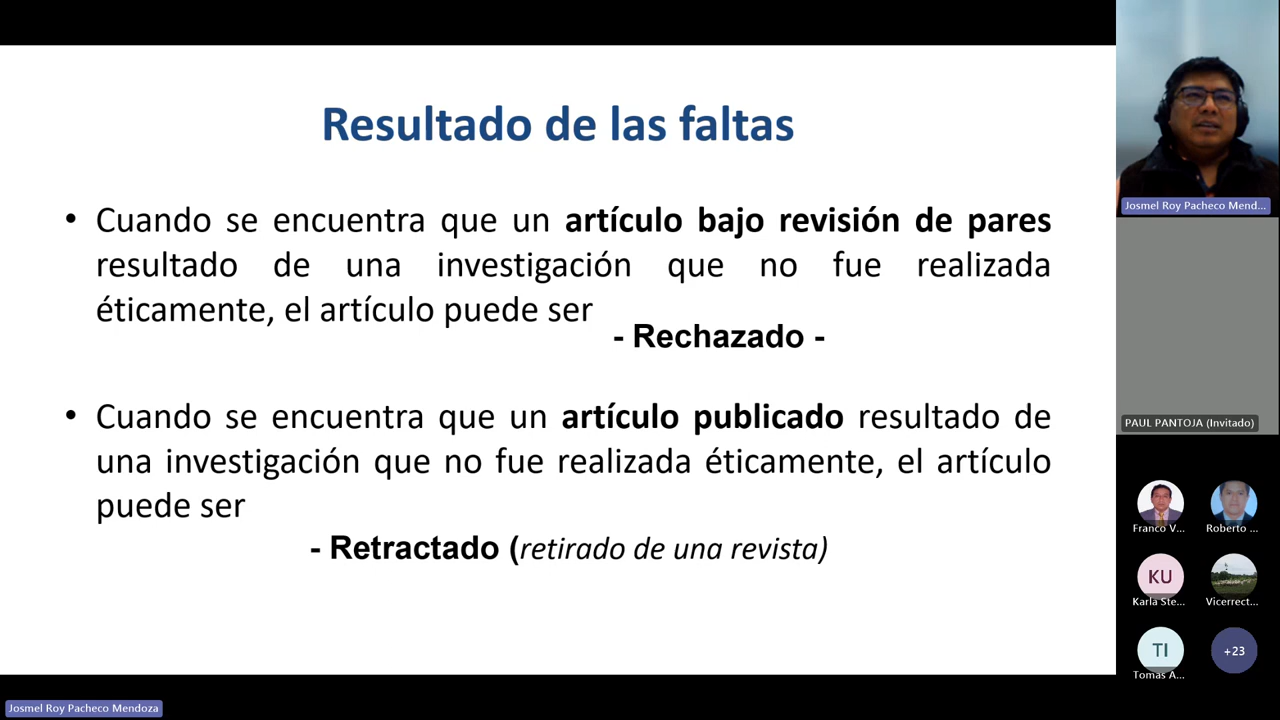 Resultado de las faltas
• Cuando se encuentra que un artículo bajo revisión de pares
resultado de una investigación que no fue realizada
éticamente, el artículo puede ser
- Rechazado -
• Cuando se encuentra que un artículo publicado resultado de
una investigación que no fue realizada éticamente, el artículo
puede ser
- Retractado (retirado de una revista)
Josmel Roy Pacheco Mend...
PAUL PANTOJA (Invitado)
Franco V...
Roberto ...
KU
Karla Ste...
Vicerrect...
TI
Tomas A...
+23
Josmel Roy Pacheco Mendoza